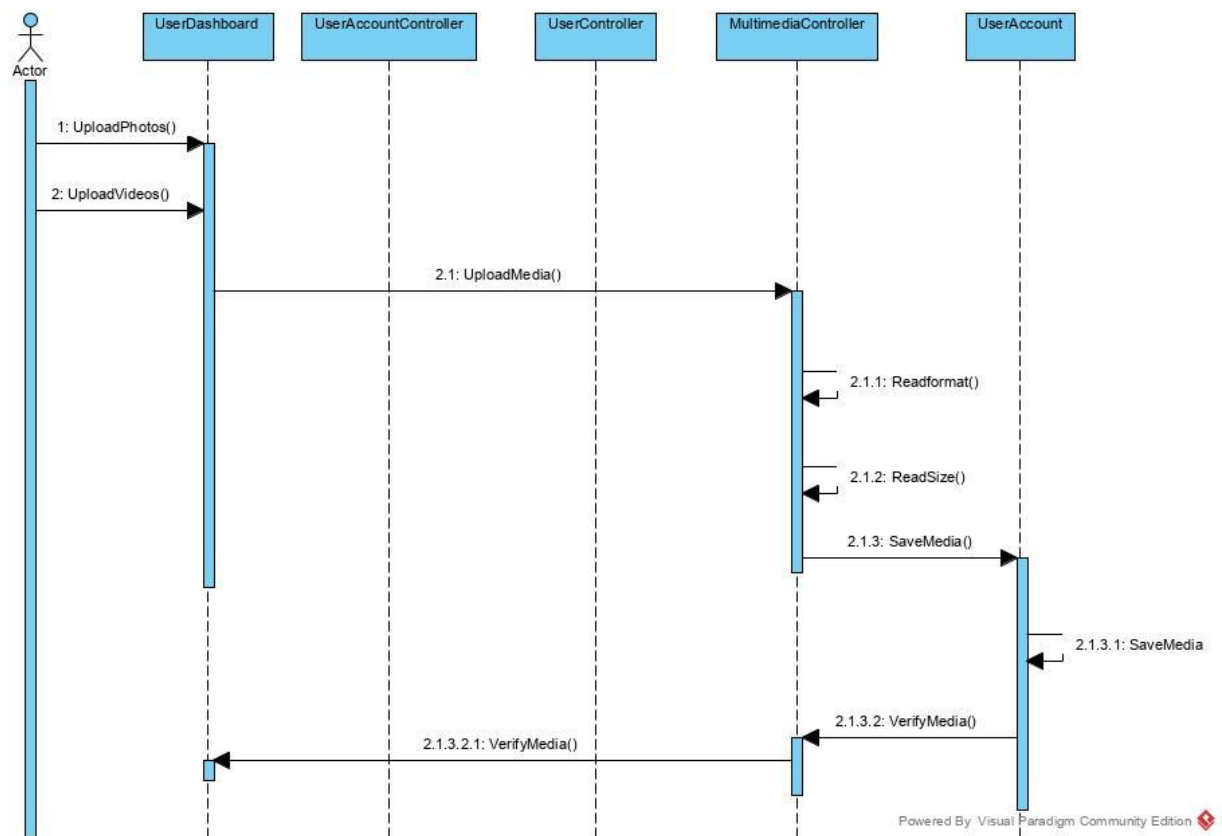 UserDashboard
UserAccountController
UserController
MultimediaController
UserAccount
Actor
1: UploadPhotos()
2: UploadVideos()
2.1: UploadMedia()
2.1.1: Readformat()
2.1.2: ReadSize()
2.1.3: SaveMedia()
2.1.3.1: SaveMedia
2.1.3.2: VerifyMedia()
2.1.3.2.1: VerifyMedia()
Powered By Visual Paradigm Community Edition